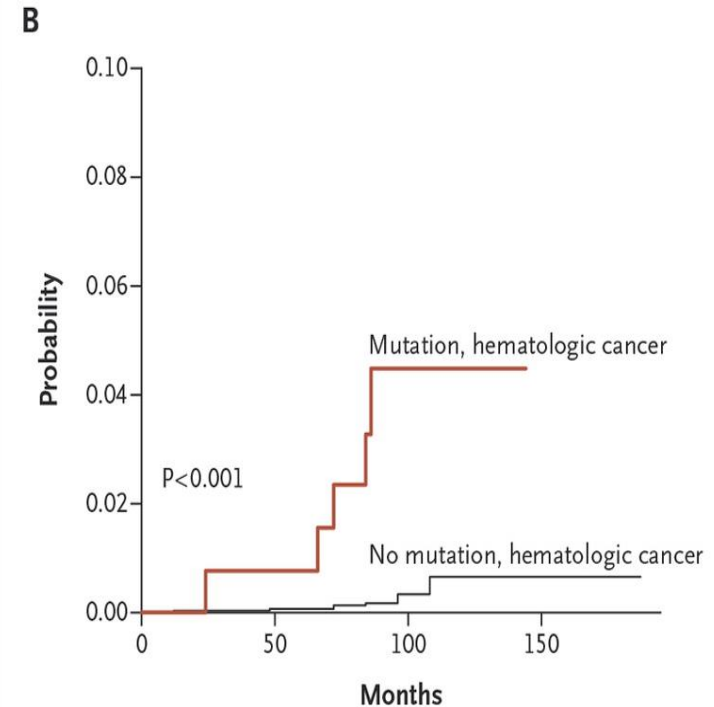 B
0.10
0.08
0.06
0.04
0.02
0.00
Probability
Mutation, hematologic cancer
P<0.001
No mutation, hematologic cancer
0
50
100
150
Months